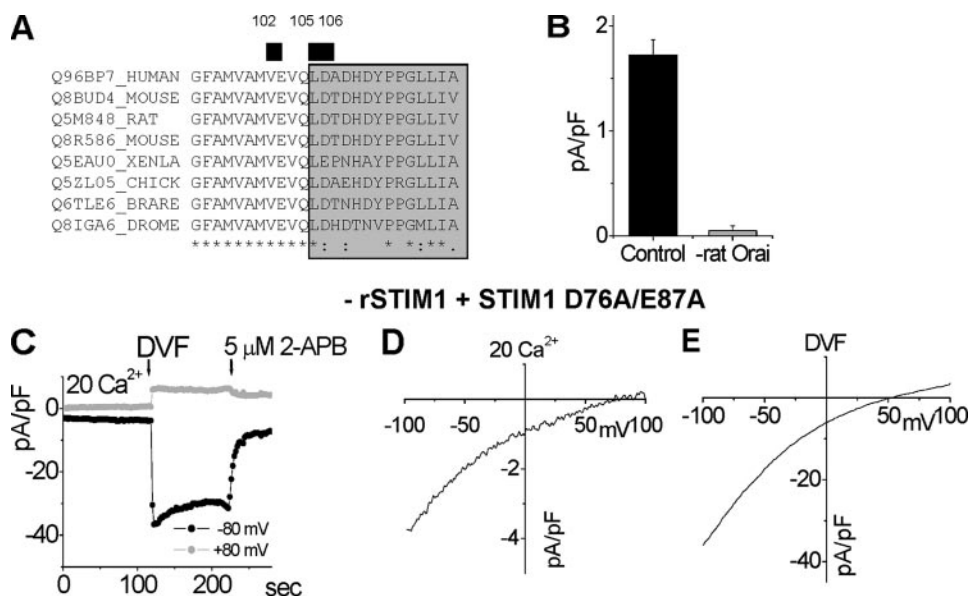 A
102 105 106
Q96BP7_HUMAN GFAMVAMVEVQLDADHDYPPGLLIA
Q8BUD4_MOUSE GFAMVAMVEVQLDTDHDYPPGLLIV
Q5M848_RAT GFAMVAMVEVQLDTDHDYPPGLLIV
Q8R586_MOUSE GFAMVAMVEVQLDTDHDYPPGLLIV
Q5EAU0_XENLA GFAMVAMVEVQLEPNHAYPPGLLIA
Q5ZL05_CHICK GFAMVAMVEVQLDAEHDYPRGLLIA
Q6TLE6_BRARE GFAMVAMVEVQLDTNHDYPPGLLIA
Q8IGA6_DROME GFAMVAMVEVQLDHDTNVPPGMLIA
************: : * *:**.
B
pA/pF
2
1
0
Control -rat Orai
- rSTIM1 + STIM1 D76A/E87A
C
DVF 5 µM 2-APB
20 Ca2+
pA/pF
0
-20
-40
-80 mV
+80 mV
0 100 200 sec
D
20 Ca2+
-100 -50 50 mV 100
-2
-4
pA/pF
E
DVF
-100 -50 50 mV 100
-20
-40
pA/pF